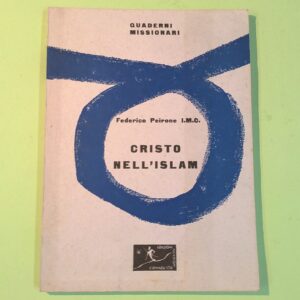 QUADERNI
MISSIONARI
Federico Peirone I.M.C.
CRISTO
NELL'ISLAM